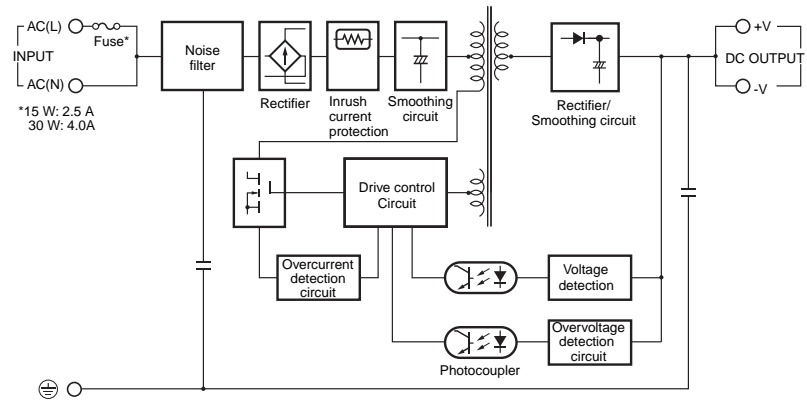 AC(L)
Fuse*
INPUT
AC(N)
*15 W: 2.5 A
30 W: 4.0A
Noise
filter
Rectifier
Inrush
current
protection
Smoothing
circuit
Rectifier/
Smoothing circuit
+V
DC OUTPUT
-V
Drive control
Circuit
Overcurrent
detection
circuit
Voltage
detection
Overvoltage
detection
circuit
Photocoupler